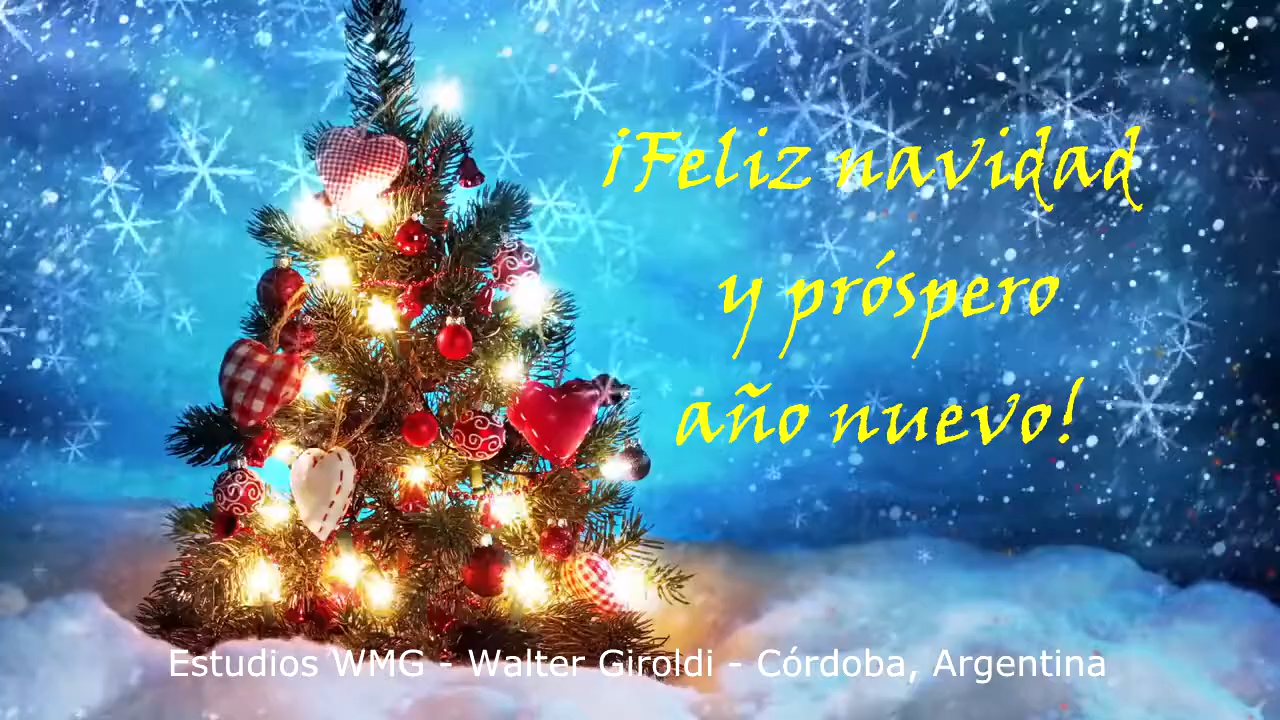 ¡Feliz navidad
y próspero
año nuevo!
Estudios WMG - Walter Giroldi - Córdoba, Argentina